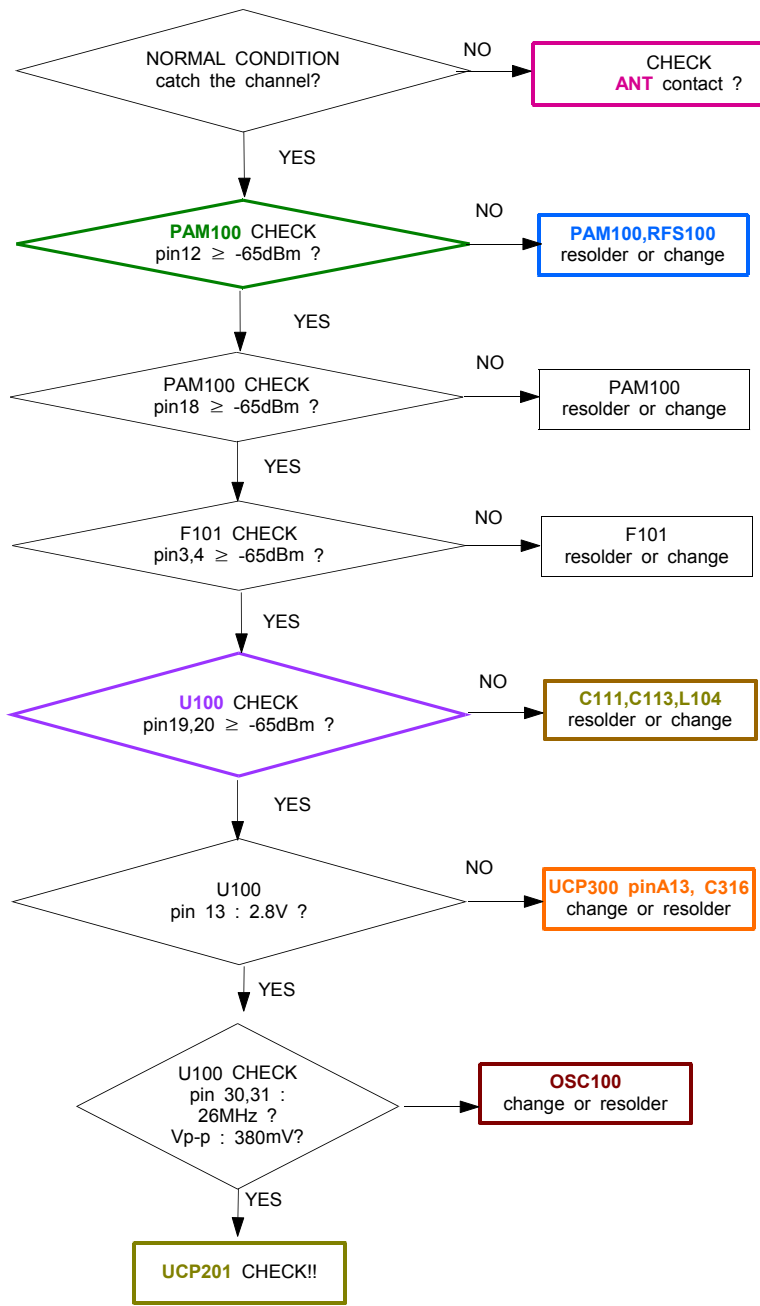 NORMAL CONDITION
catch the channel?
NO
CHECK
ANT contact ?
YES
PAM100 CHECK
pin12 ≥ -65dBm ?
NO
PAM100,RFS100
resolder or change
YES
PAM100 CHECK
pin18 ≥ -65dBm ?
NO
PAM100
resolder or change
YES
F101 CHECK
pin3,4 ≥ -65dBm ?
NO
F101
resolder or change
YES
U100 CHECK
pin19,20 ≥ -65dBm ?
NO
C111,C113,L104
resolder or change
YES
U100
pin 13 : 2.8V ?
NO
UCP300 pinA13, C316
change or resolder
YES
U100 CHECK
pin 30,31 :
26MHz ?
Vp-p : 380mV?
OSC100
change or resolder
YES
UCP201 CHECK!!